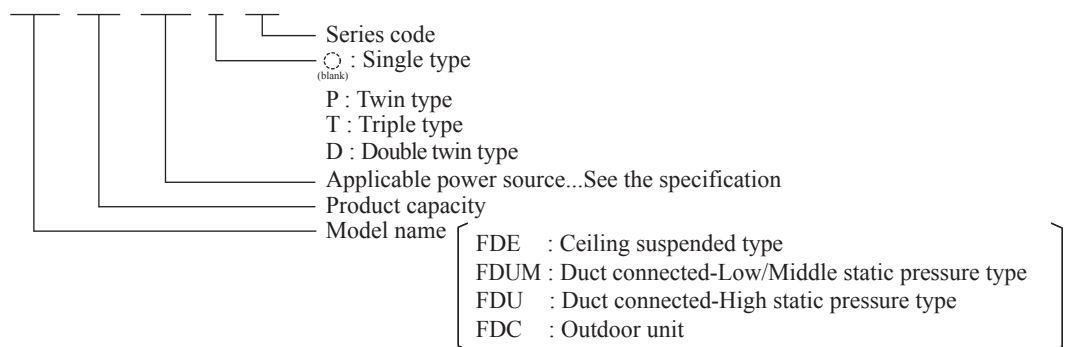 Series code
: Single type
(blank)
P : Twin type
T : Triple type
D : Double twin type
Applicable power source...See the specification
Product capacity
Model name
FDE : Ceiling suspended type
FDUM : Duct connected-Low/Middle static pressure type
FDU : Duct connected-High static pressure type
FDC : Outdoor unit